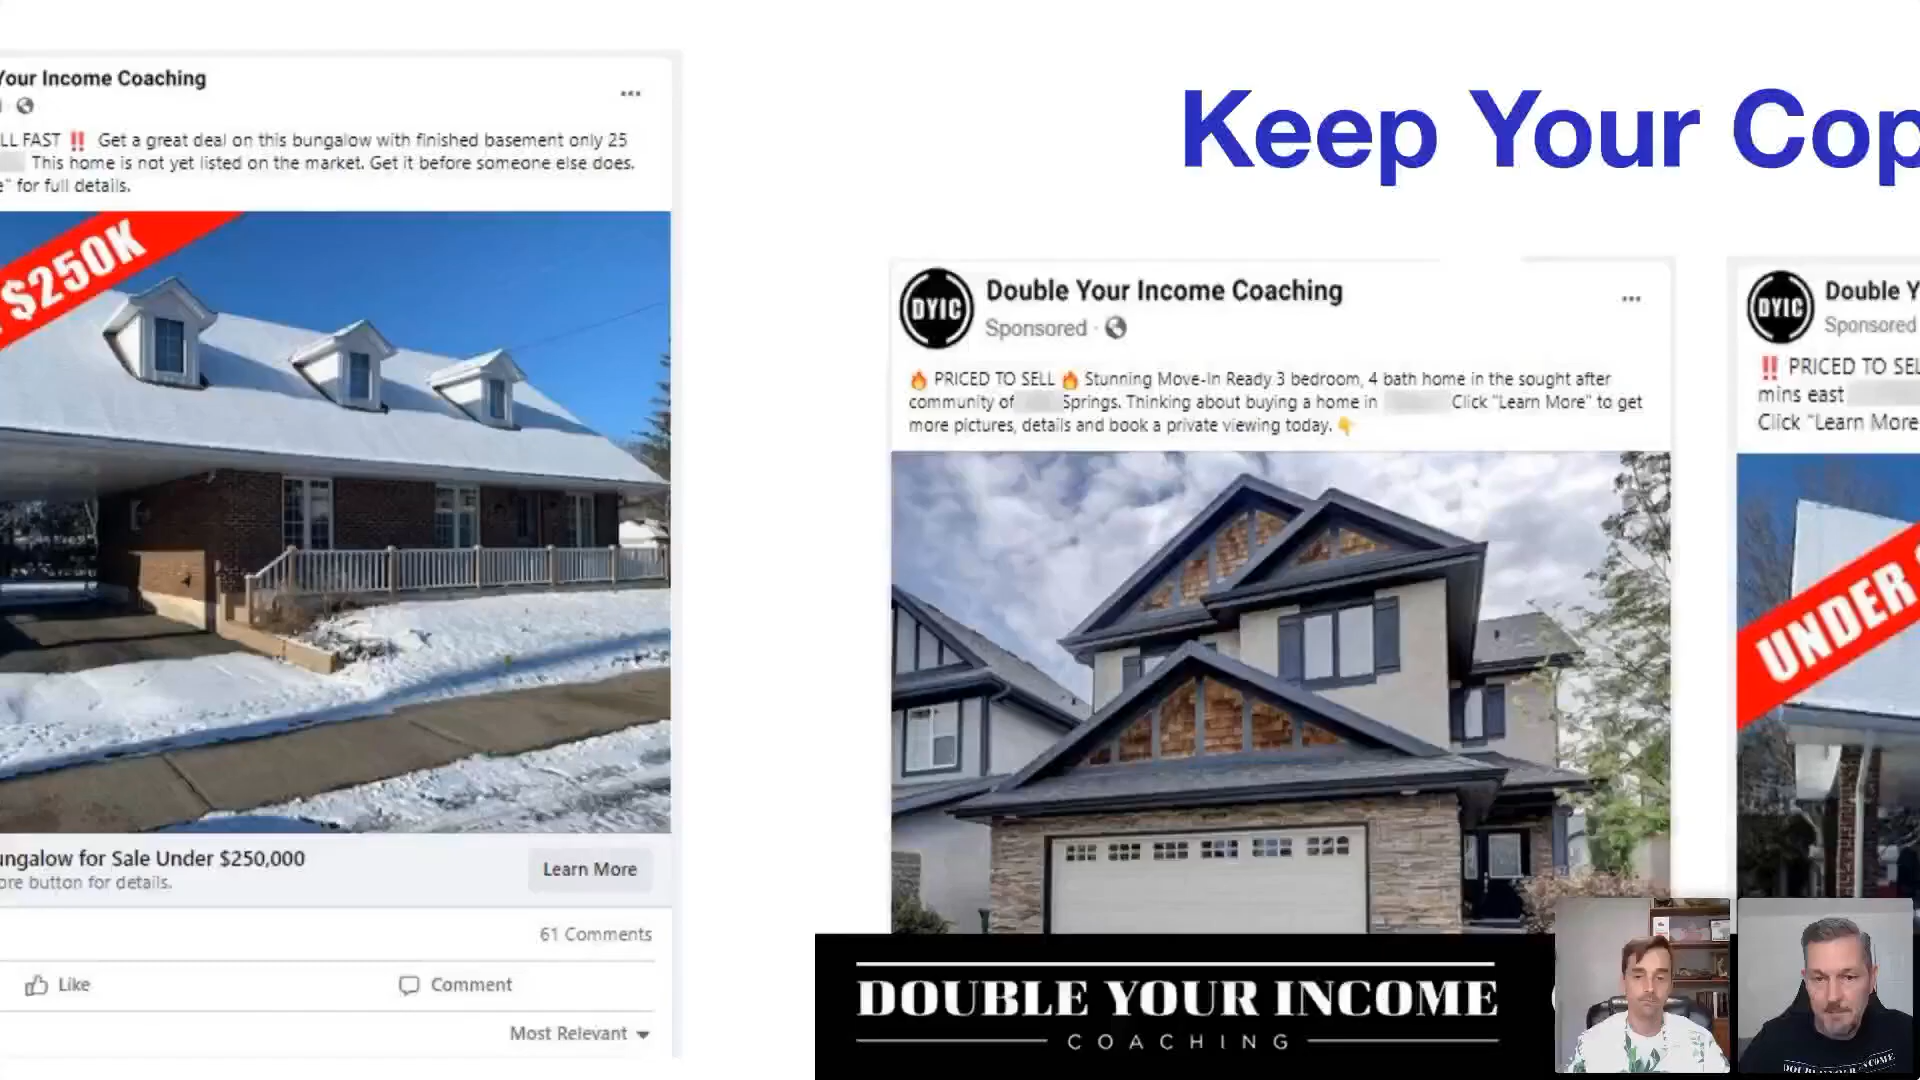 Your Income Coaching
LL FAST ‼️ Get a great deal on this bungalow with finished basement only 25
This home is not yet listed on the market. Get it before someone else does.
e" for full details.
$250K
ungalow for Sale Under $250,000
ore button for details.
Learn More
61 Comments
Like
Comment
Most Relevant
Keep Your Cop
DYIC
Double Your Income Coaching
Sponsored ·
🔥 PRICED TO SELL 🔥 Stunning Move-In Ready 3 bedroom, 4 bath home in the sought after
community of Springs. Thinking about buying a home in Click "Learn More" to get
more pictures, details and book a private viewing today. 👇
DYIC
Double Y
Sponsored
‼️ PRICED TO SEL
mins east
Click "Learn More
UNDER
DOUBLE YOUR INCOME
COACHING
DOUBLE YOUR INCOME